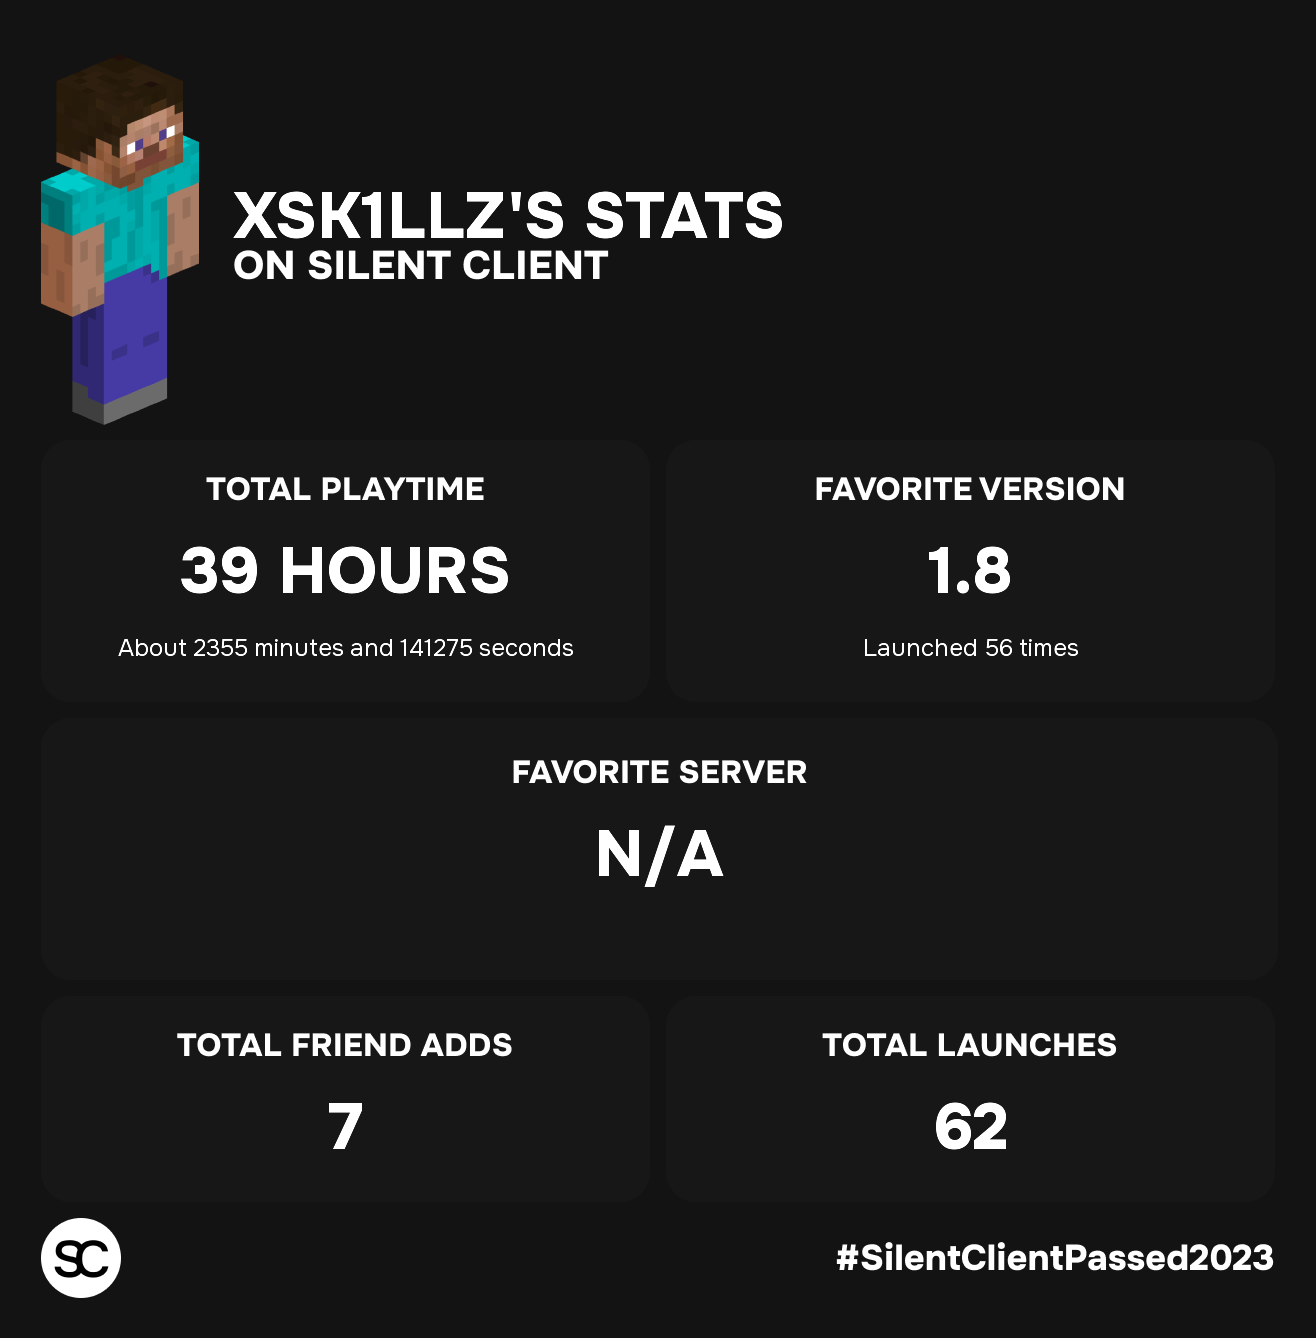 XSK1LLZ'S STATS
ON SILENT CLIENT
TOTAL PLAYTIME
39 HOURS
About 2355 minutes and 141275 seconds
FAVORITE VERSION
1.8
Launched 56 times
FAVORITE SERVER
N/A
TOTAL FRIEND ADDS
7
TOTAL LAUNCHES
62
SC
#SilentClientPassed2023